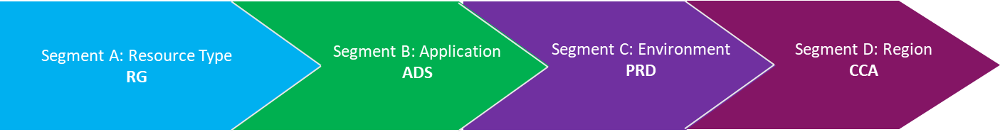 Segment A: Resource Type
RG
Segment B: Application
ADS
Segment C: Environment
PRD
Segment D: Region
CCA